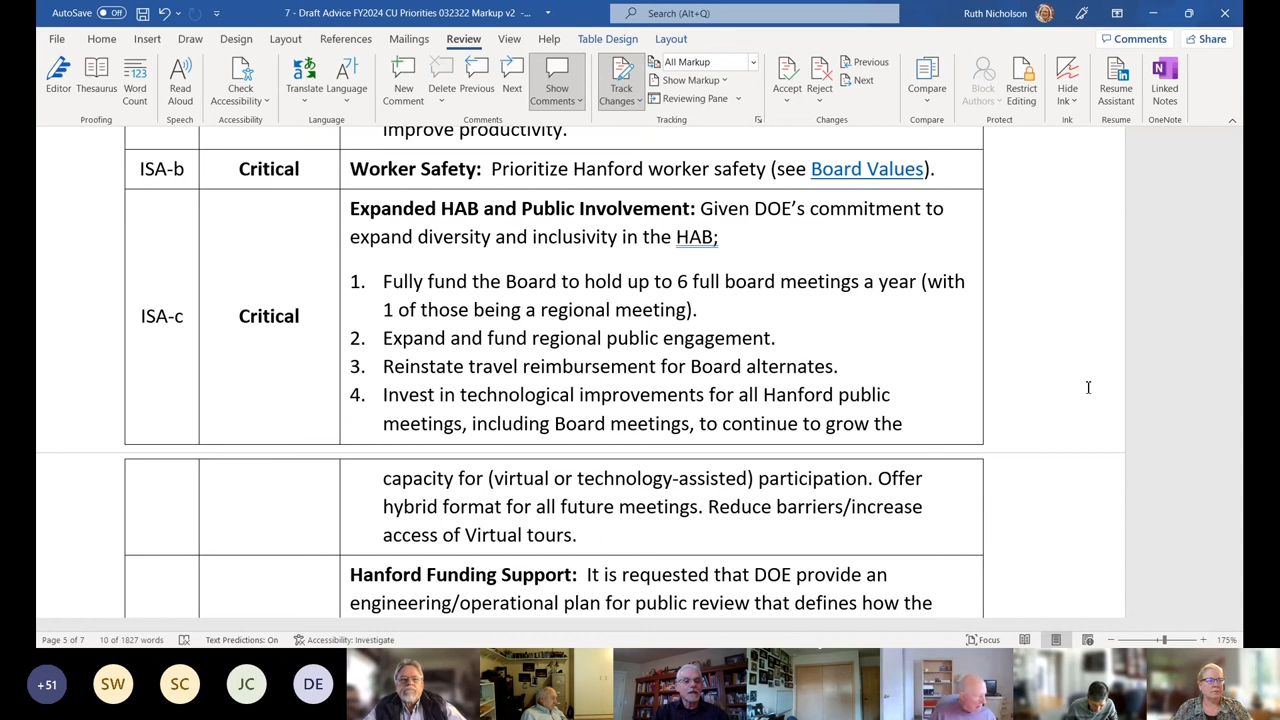 AutoSave Off 7 - Draft Advice FY2024 CU Priorities 032322 Markup v2 - ... Search (Alt+Q) Ruth Nicholson
File Home Insert Draw Design Layout References Mailings Review View Help Table Design Layout Comments Share
Editor Thesaurus Word Count Read Aloud Check Accessibility Translate Language New Comment Delete Previous Next Show Comments Track Changes All Markup Show Markup Reviewing Pane Accept Reject Previous Next Compare Block Authors Restrict Editing Hide Ink Resume Assistant Linked Notes
Proofing Speech Accessibility Language Comments Tracking Changes Compare Protect Ink Resume OneNote
improve productivity.
ISA-b Critical Worker Safety: Prioritize Hanford worker safety (see Board Values).
Expanded HAB and Public Involvement: Given DOE's commitment to
expand diversity and inclusivity in the HAB;
1. Fully fund the Board to hold up to 6 full board meetings a year (with
1 of those being a regional meeting).
ISA-c Critical
2. Expand and fund regional public engagement.
3. Reinstate travel reimbursement for Board alternates.
4. Invest in technological improvements for all Hanford public
meetings, including Board meetings, to continue to grow the
capacity for (virtual or technology-assisted) participation. Offer
hybrid format for all future meetings. Reduce barriers/increase
access of Virtual tours.
Hanford Funding Support: It is requested that DOE provide an
engineering/operational plan for public review that defines how the
Page 5 of 7 10 of 1827 words Text Predictions: On Accessibility: Investigate Focus 175%
+51 SW SC JC DE